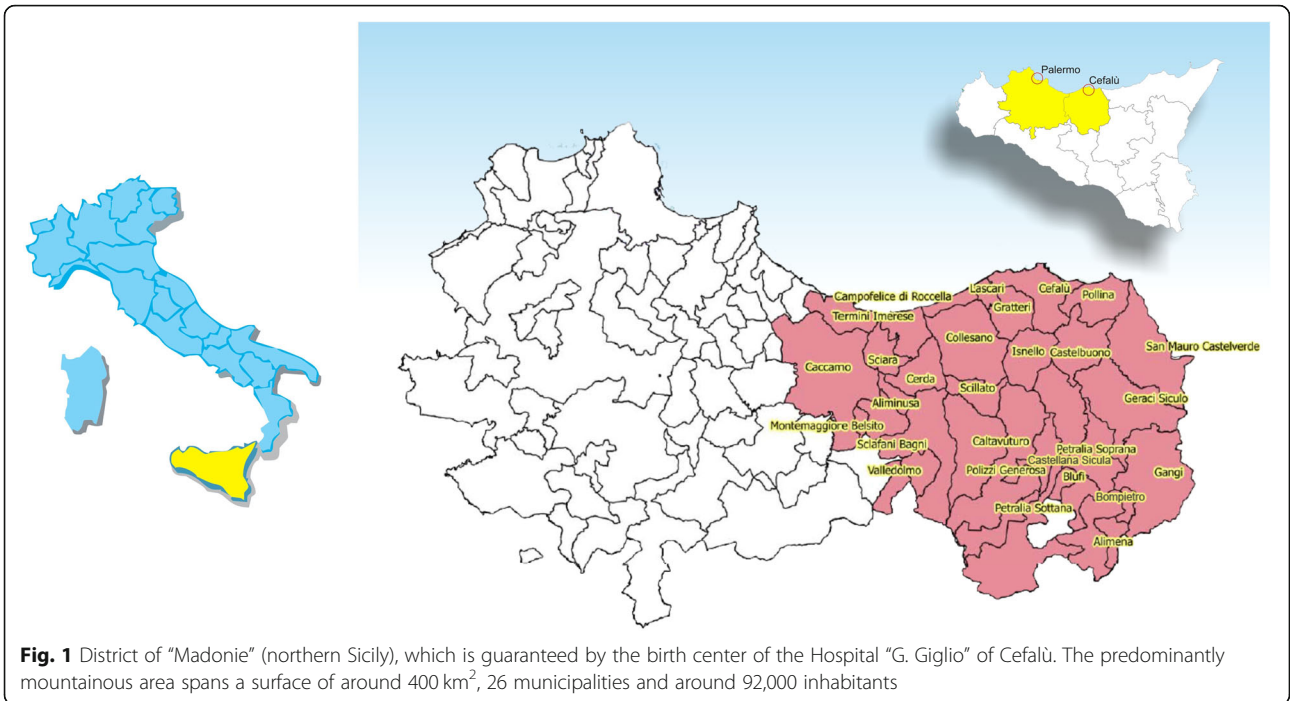 Palermo
Cefalù
Lascari
Cefalù
Campofelice di Roccella
Pollina
Gratteri
Termini Imerese
Collesano
San Mauro Castelverde
Isnello
Castelbuono
Sciara
Caccamo
Cerda
Scillato
Geraci Siculo
Aliminusa
Montemaggiore Belsito
Sclafani Bagni
Caltavuturo
Petralia Soprana
Castellana Sicula
Valledolmo
Polizzi Generosa
Blufi
Gangi
Bompietro
Petralia Sottana
Alimena
Fig. 1 District of “Madonie” (northern Sicily), which is guaranteed by the birth center of the Hospital “G. Giglio” of Cefalù. The predominantly
mountainous area spans a surface of around 400 km², 26 municipalities and around 92,000 inhabitants